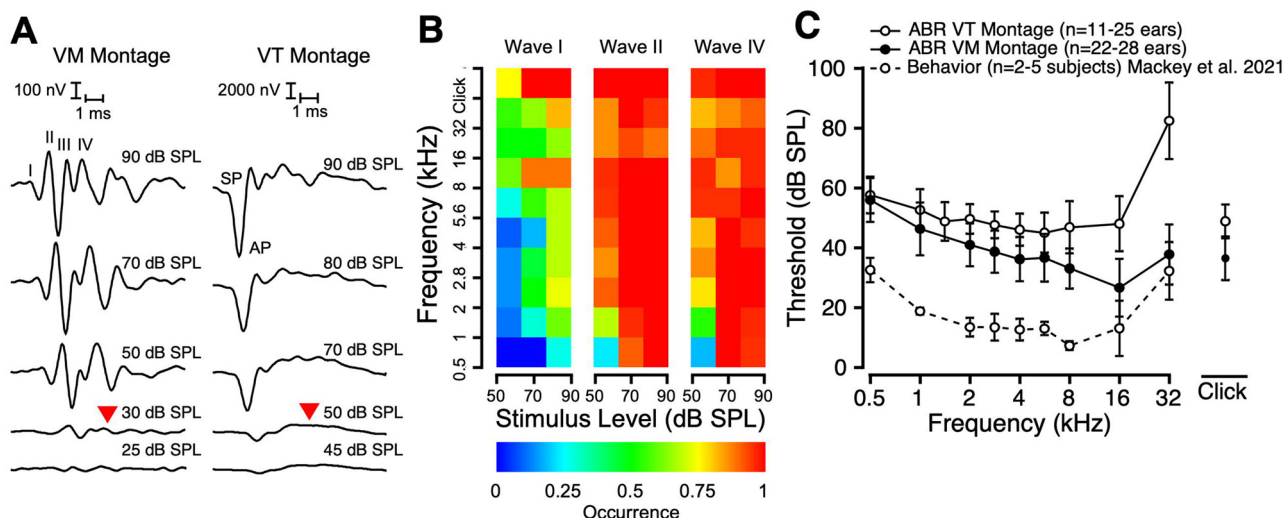 A
VM Montage
VT Montage
100 nV
1 ms
2000 nV
1 ms
I
II
III
IV
90 dB SPL
70 dB SPL
50 dB SPL
30 dB SPL
25 dB SPL
SP
AP
90 dB SPL
80 dB SPL
70 dB SPL
50 dB SPL
45 dB SPL
B
Wave I
Wave II
Wave IV
Frequency (kHz)
Click
32
16
8
5.6
4
2.8
2
1
0.5
50 70 90 50 70 90 50 70 90
Stimulus Level (dB SPL)
0 0.25 0.5 0.75 1
Occurrence
C
ABR VT Montage (n=11-25 ears)
ABR VM Montage (n=22-28 ears)
Behavior (n=2-5 subjects) Mackey et al. 2021
Threshold (dB SPL)
100
80
60
40
20
0
0.5 1 2 4 8 16 32
Click
Frequency (kHz)